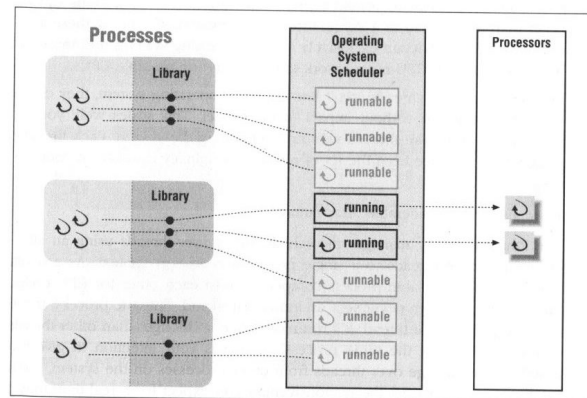 Processes
Library
Library
Library
Operating
System
Scheduler
runnable
runnable
runnable
running
running
runnable
runnable
runnable
Processors